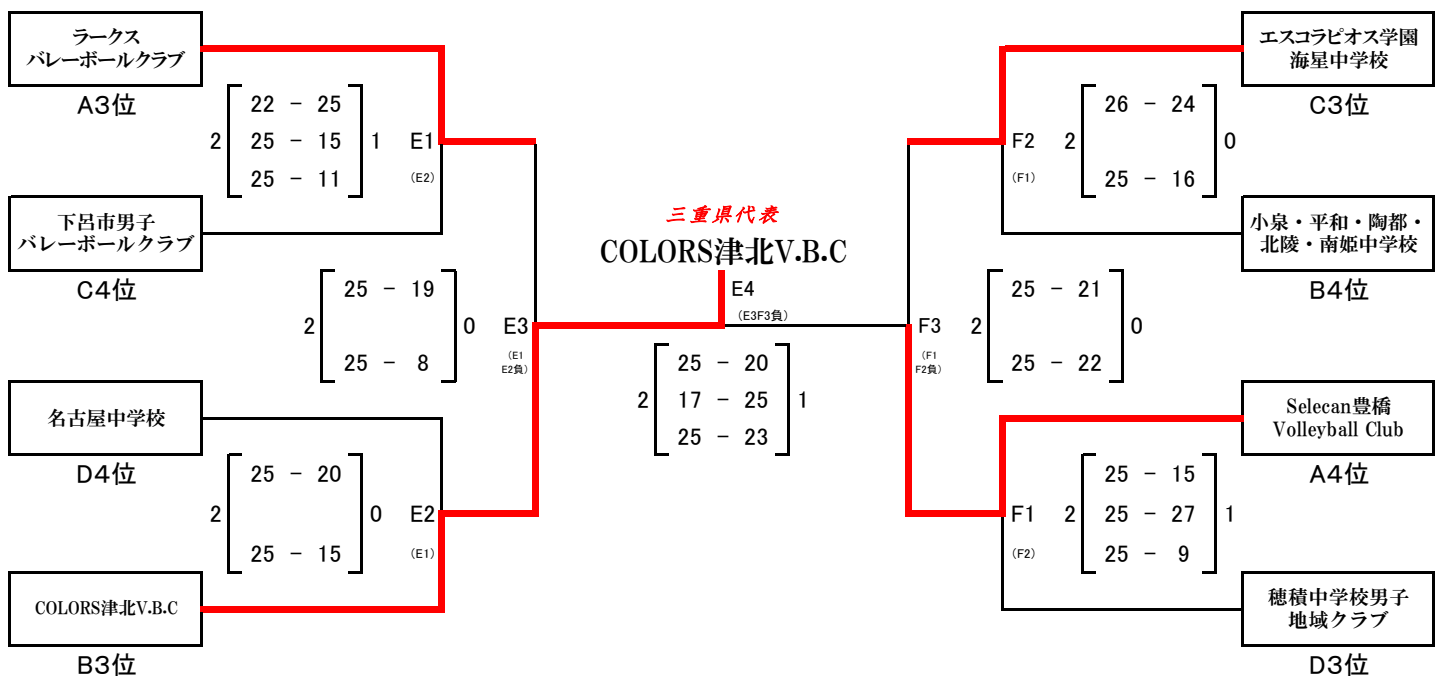 ラークス
バレーボールクラブ
A3位
22 - 25
2 25 - 15 1
25 - 11
E1
(E2)
下呂市男子
バレーボールクラブ
C4位
25 - 19
2 0
25 - 8
E3
(E1
E2負)
名古屋中学校
D4位
25 - 20
2 0
25 - 15
E2
(E1)
COLORS津北V.B.C
B3位
三重県代表
COLORS津北V.B.C
E4
(E3F3負)
25 - 20
2 17 - 25 1
25 - 23
エスコラピオス学園
海星中学校
C3位
F2
(F1)
26 - 24
2 0
25 - 16
小泉・平和・陶都・
北陵・南姫中学校
B4位
F3
(F1
F2負)
25 - 21
2 0
25 - 22
Selecan豊橋
Volleyball Club
A4位
F1
(F2)
25 - 15
2 25 - 27 1
25 - 9
穂積中学校男子
地域クラブ
D3位